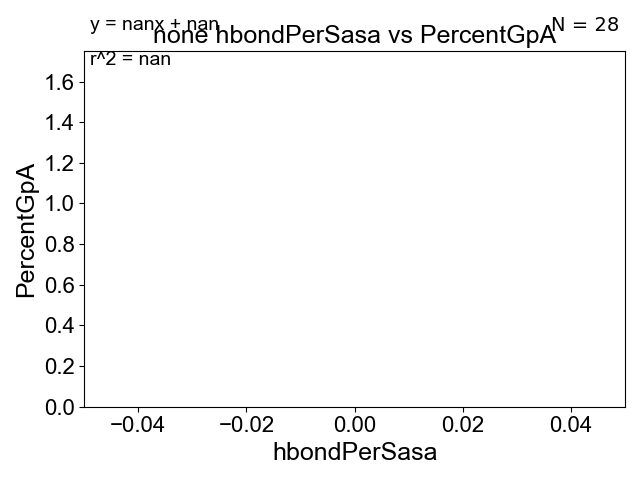 y = nanx + nan
N = 28
none hbondPerSasa vs PercentGpA
r^2 = nan
PercentGpA
1.6
1.4
1.2
1.0
0.8
0.6
0.4
0.2
0.0
−0.04 −0.02 0.00 0.02 0.04
hbondPerSasa